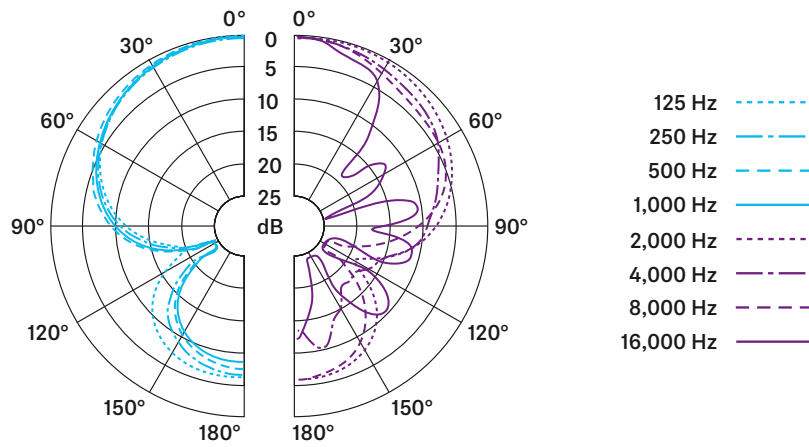 0° 0°
30° 0 30°
5
10
60° 15 60°
20
25
90° dB 90°
120° 120°
150° 150°
180° 180°
125 Hz
250 Hz
500 Hz
1,000 Hz
2,000 Hz
4,000 Hz
8,000 Hz
16,000 Hz